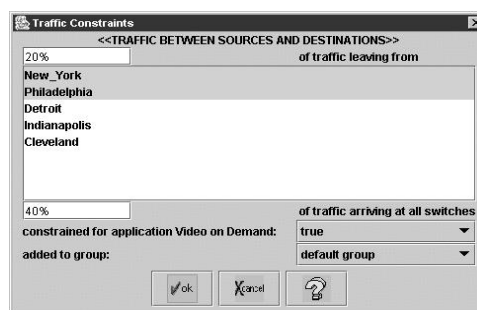 Traffic Constraints
<<TRAFFIC BETWEEN SOURCES AND DESTINATIONS>>
20% of traffic leaving from
New_York
Philadelphia
Detroit
Indianapolis
Cleveland
40% of traffic arriving at all switches
constrained for application Video on Demand: true
added to group: default group
ok cancel ?